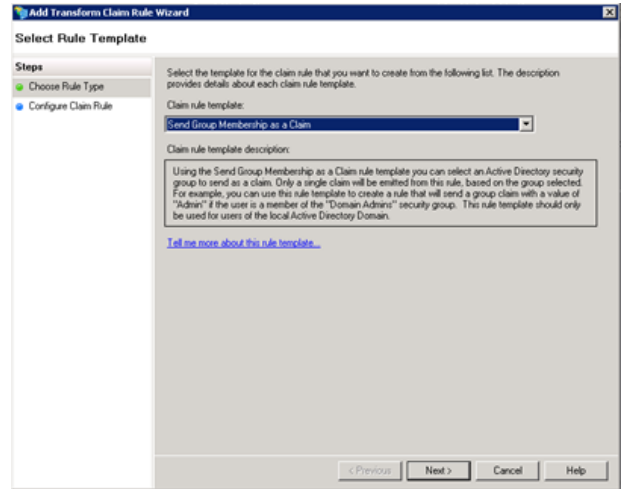 Add Transform Claim Rule Wizard
Select Rule Template
Steps
Choose Rule Type
Configure Claim Rule
Select the template for the claim rule that you want to create from the following list. The description
provides details about each claim rule template.
Claim rule template:
Send Group Membership as a Claim
Claim rule template description:
Using the Send Group Membership as a Claim rule template you can select an Active Directory security
group to send as a claim. Only a single claim will be emitted from this rule, based on the group selected.
For example, you can use this rule template to create a rule that will send a group claim with a value of
"Admin" if the user is a member of the "Domain Admins" security group. This rule template should only
be used for users of the local Active Directory Domain.
Tell me more about this rule template...
< Previous
Next >
Cancel
Help